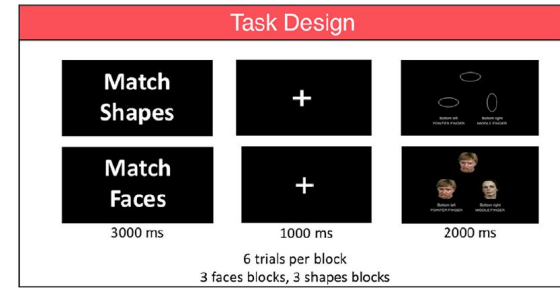 Task Design
Match
Shapes
+
Bottom left
POINTER FINGER
Bottom right
MIDDLE FINGER
Match
Faces
+
Bottom left
POINTER FINGER
Bottom right
MIDDLE FINGER
3000 ms
1000 ms
2000 ms
6 trials per block
3 faces blocks, 3 shapes blocks